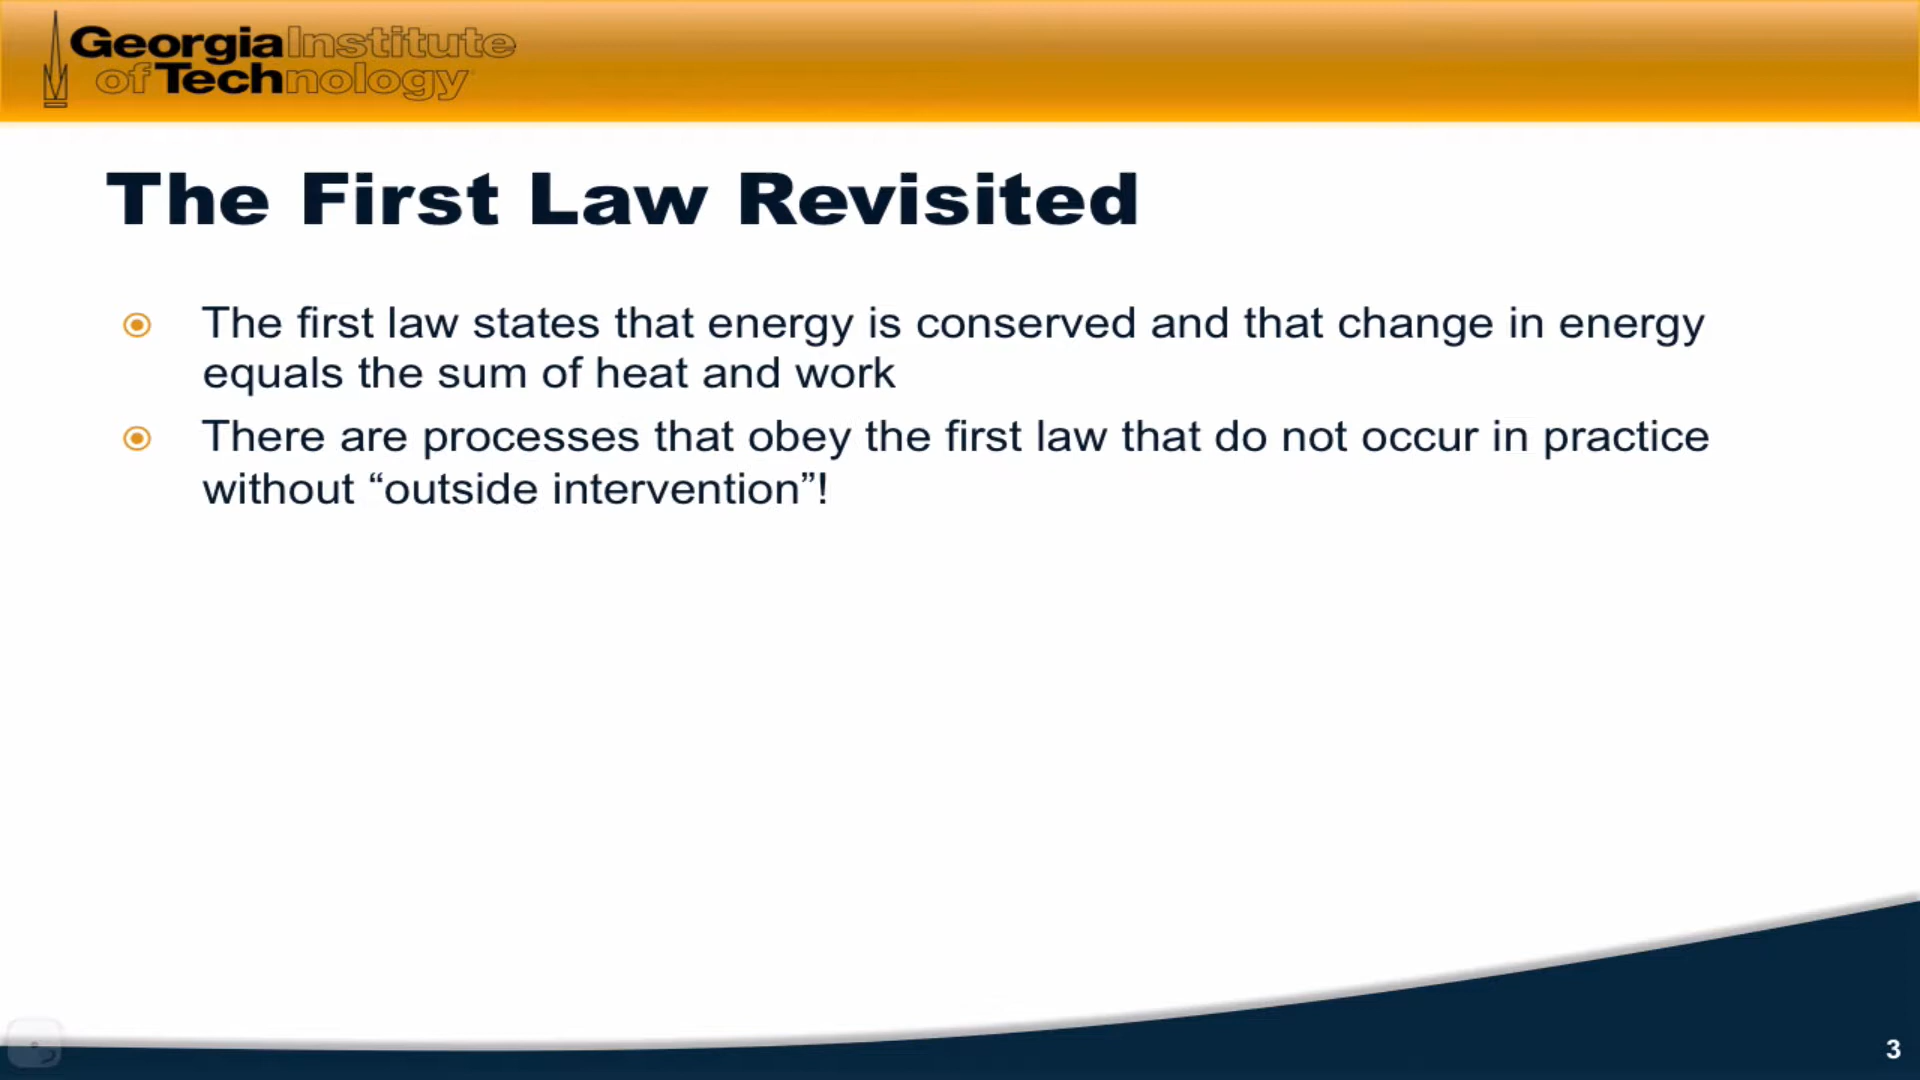 Georgia Institute
of Technology
The First Law Revisited
The first law states that energy is conserved and that change in energy
equals the sum of heat and work
There are processes that obey the first law that do not occur in practice
without “outside intervention”!
3